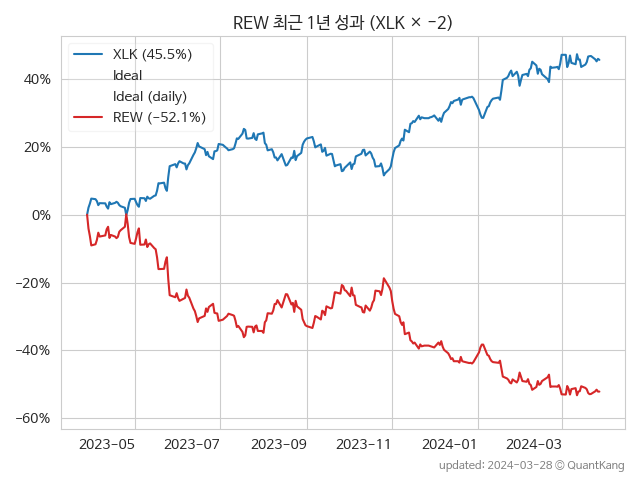 REW 최근 1년 성과 (XLK × −2)
XLK (45.5%)
Ideal
Ideal (daily)
REW (−52.1%)
40%
20%
0%
−20%
−40%
−60%
2023−05
2023−07
2023−09
2023−11
2024−01
2024−03
updated: 2024−03−28 © QuantKang